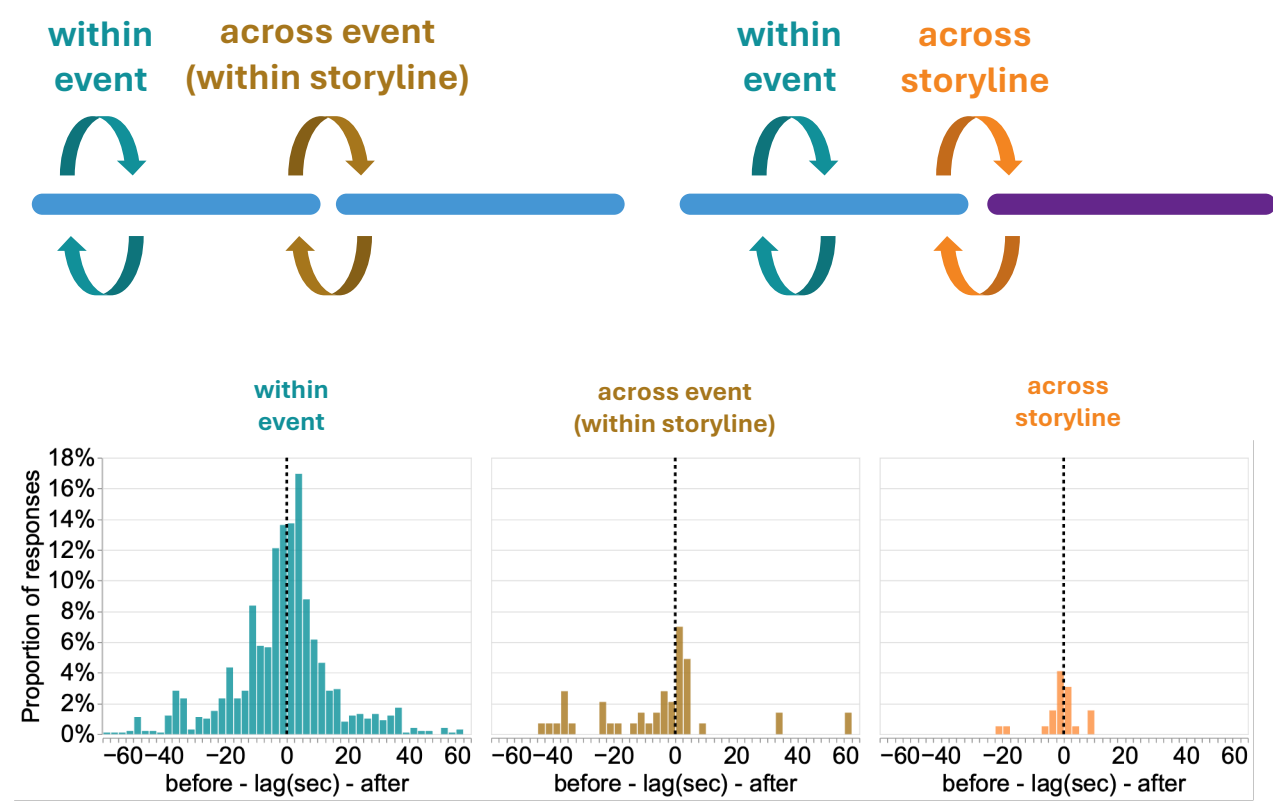 within
event
across event
(within storyline)
within
event
across
storyline
within
event
across event
(within storyline)
across
storyline
Proportion of responses
18%
16%
14%
12%
10%
8%
6%
4%
2%
0%
−60 −40 −20 0 20 40 60
before - lag(sec) - after
−60 −40 −20 0 20 40 60
before - lag(sec) - after
−60 −40 −20 0 20 40 60
before - lag(sec) - after